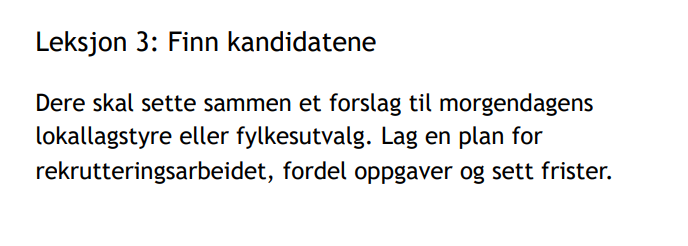 Leksjon 3: Finn kandidatene
Dere skal sette sammen et forslag til morgendagens
lokallagstyre eller fylkesutvalg. Lag en plan for
rekrutteringsarbeidet, fordel oppgaver og sett frister.